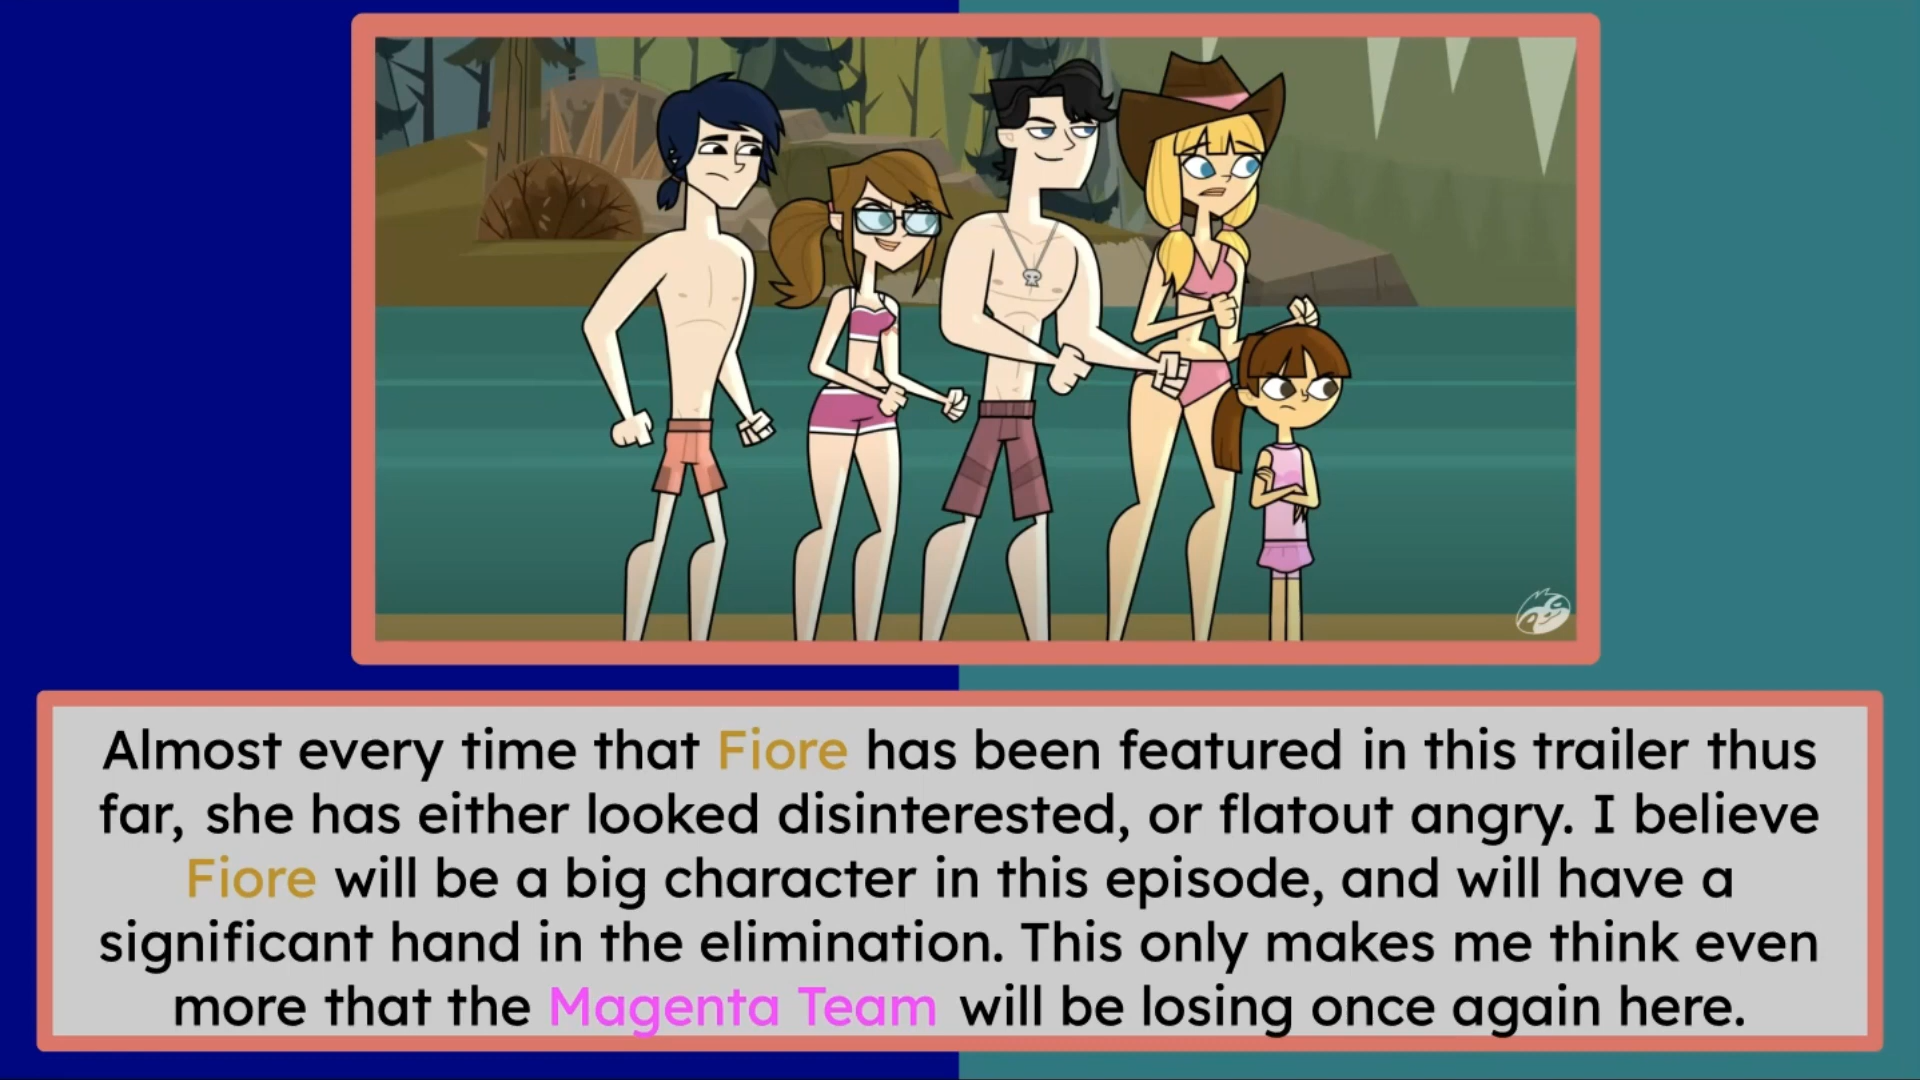 Almost every time that Fiore has been featured in this trailer thus
far, she has either looked disinterested, or flatout angry. I believe
Fiore will be a big character in this episode, and will have a
significant hand in the elimination. This only makes me think even
more that the Magenta Team will be losing once again here.